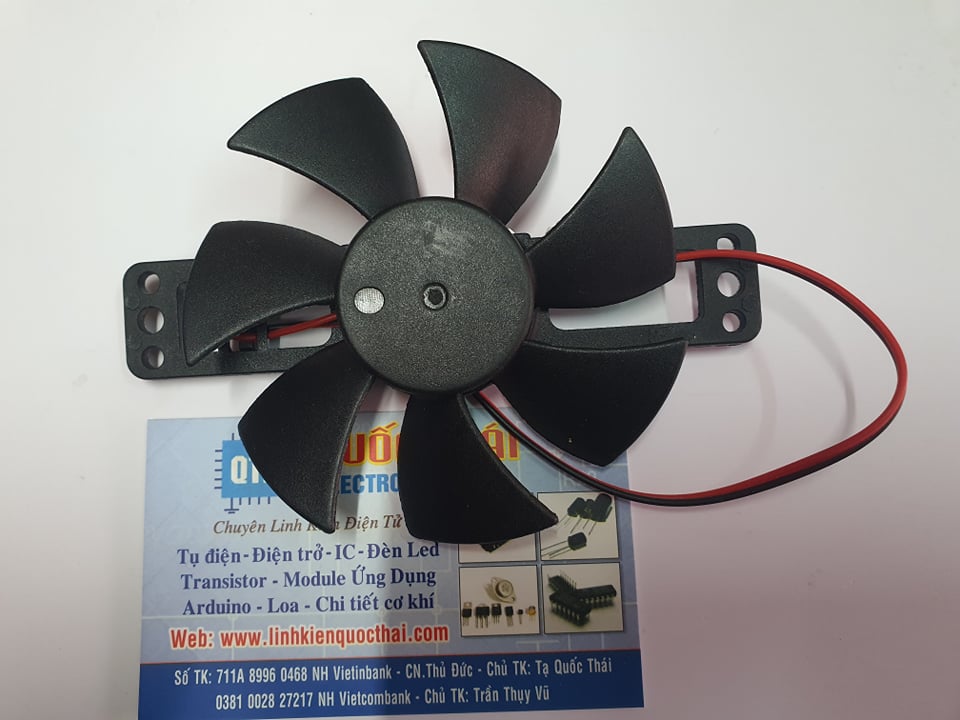 Chuyên Linh Điện Tử
Tụ điện - Điện trở - IC - Đèn Led
Transistor - Module Ứng Dụng
Arduino - Loa - Chi tiết cơ khí
Web: www.linhkienquocthai.com
Số TK: 711A 8996 0468 NH Vietinbank - CN.Thủ Đức - Chủ TK: Tạ Quốc Thái
0381 0028 27217 NH Vietcombank - Chủ TK: Trần Thụy Vũ